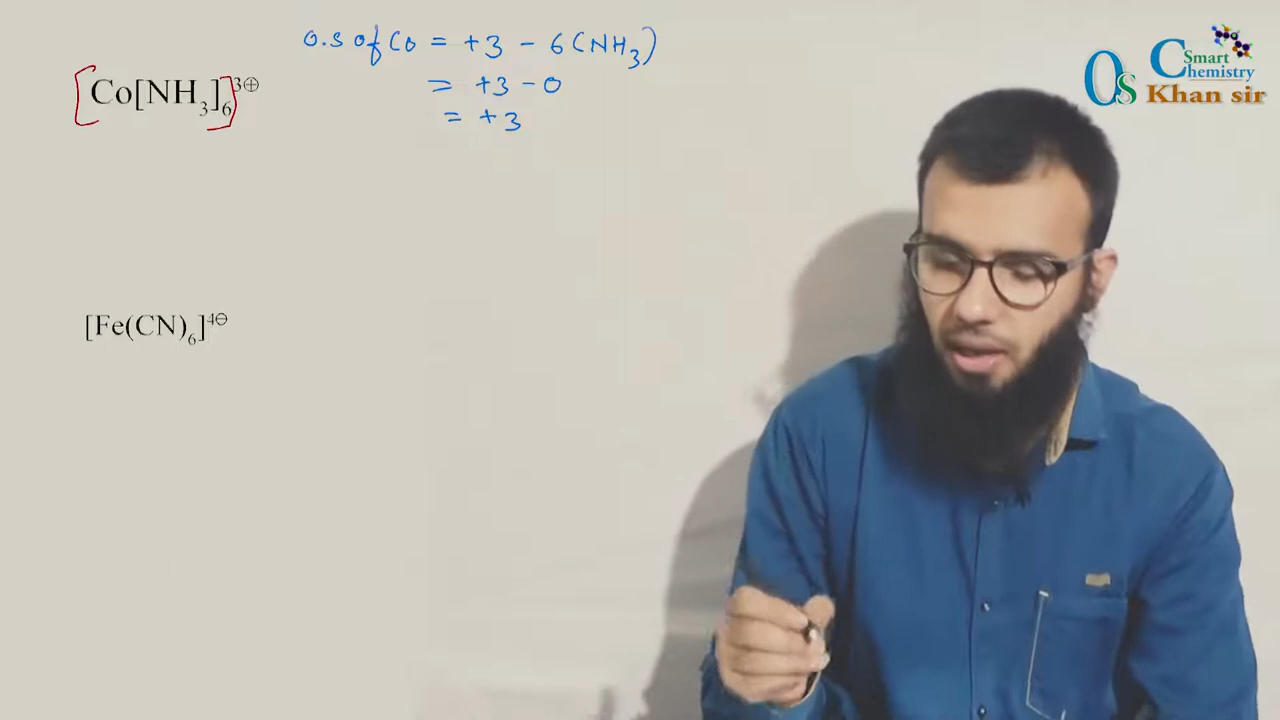 O.S of Co = +3 - 6(NH₃)
[Co[NH₃]₆]³⊕
= +3 - 0
= +3
[Fe(CN)₆]⁴⊖
Os Smart Chemistry
Khan sir